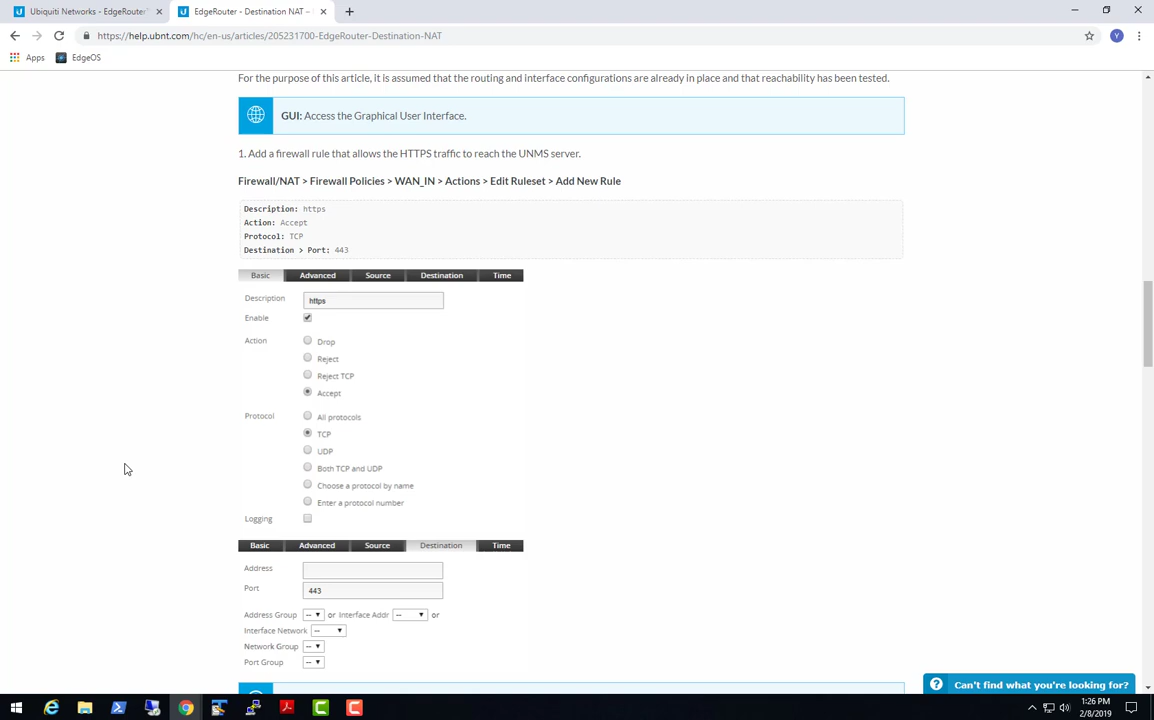 Ubiquiti Networks - EdgeRouter
EdgeRouter - Destination NAT –
https://help.ubnt.com/hc/en-us/articles/205231700-EdgeRouter-Destination-NAT
Y
Apps
EdgeOS
For the purpose of this article, it is assumed that the routing and interface configurations are already in place and that reachability has been tested.
GUI: Access the Graphical User Interface.
1. Add a firewall rule that allows the HTTPS traffic to reach the UNMS server.
Firewall/NAT > Firewall Policies > WAN_IN > Actions > Edit Ruleset > Add New Rule
Description: https
Action: Accept
Protocol: TCP
Destination > Port: 443
Basic Advanced Source Destination Time
Description https
Enable
Action Drop
Reject
Reject TCP
Accept
Protocol All protocols
TCP
UDP
Both TCP and UDP
Choose a protocol by name
Enter a protocol number
Logging
Basic Advanced Source Destination Time
Address
Port 443
Address Group -- or Interface Addr -- or
Interface Network --
Network Group --
Port Group --
? Can't find what you're looking for?
1:26 PM
2/8/2019